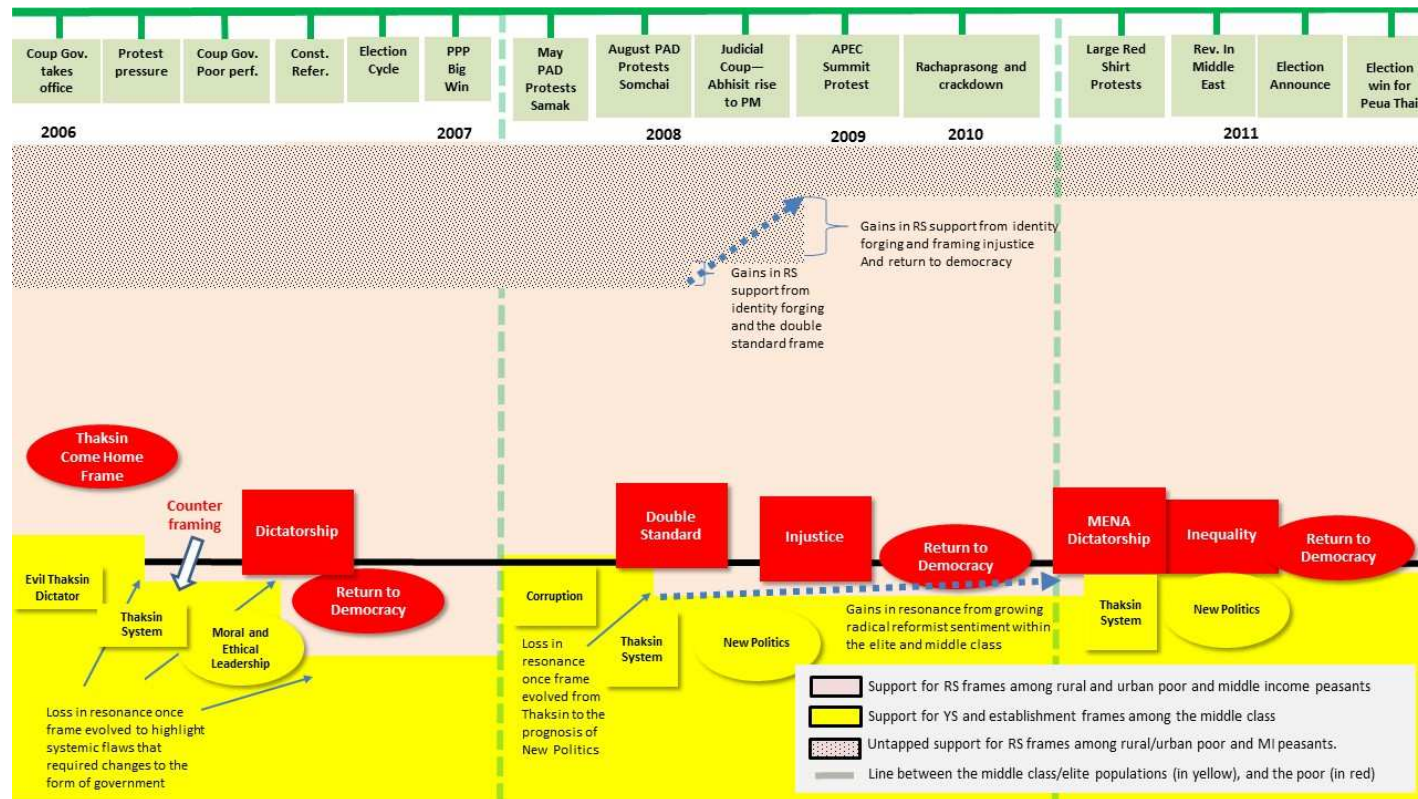 Coup Gov.
takes
office
Protest
pressure
Coup Gov.
Poor perf.
Const.
Refer.
Election
Cycle
PPP
Big
Win
May
PAD
Protests
Samak
August PAD
Protests
Somchai
Judicial
Coup—
Abhisit rise
to PM
APEC
Summit
Protest
Rachaprasong and
crackdown
Large Red
Shirt
Protests
Rev. In
Middle
East
Election
Announce
Election
win for
Peua Thai
2006
2007
2008
2009
2010
2011
Gains in RS support from identity
forging and framing injustice
And return to democracy
Gains in RS
support from
identity forging
and the double
standard frame
Thaksin
Come Home
Frame
Counter
framing
Dictatorship
Return to
Democracy
Evil Thaksin
Dictator
Thaksin
System
Moral and
Ethical
Leadership
Loss in resonance once
frame evolved to highlight
systemic flaws that
required changes to the
form of government
Double
Standard
Injustice
Return to
Democracy
Corruption
Thaksin
System
New Politics
Loss in
resonance
once frame
evolved from
Thaksin to the
prognosis of
New Politics
Gains in resonance from growing
radical reformist sentiment within
the elite and middle class
MENA
Dictatorship
Inequality
Return to
Democracy
Thaksin
System
New Politics
Support for RS frames among rural and urban poor and middle income peasants
Support for YS and establishment frames among the middle class
Untapped support for RS frames among rural/urban poor and MI peasants.
Line between the middle class/elite populations (in yellow), and the poor (in red)